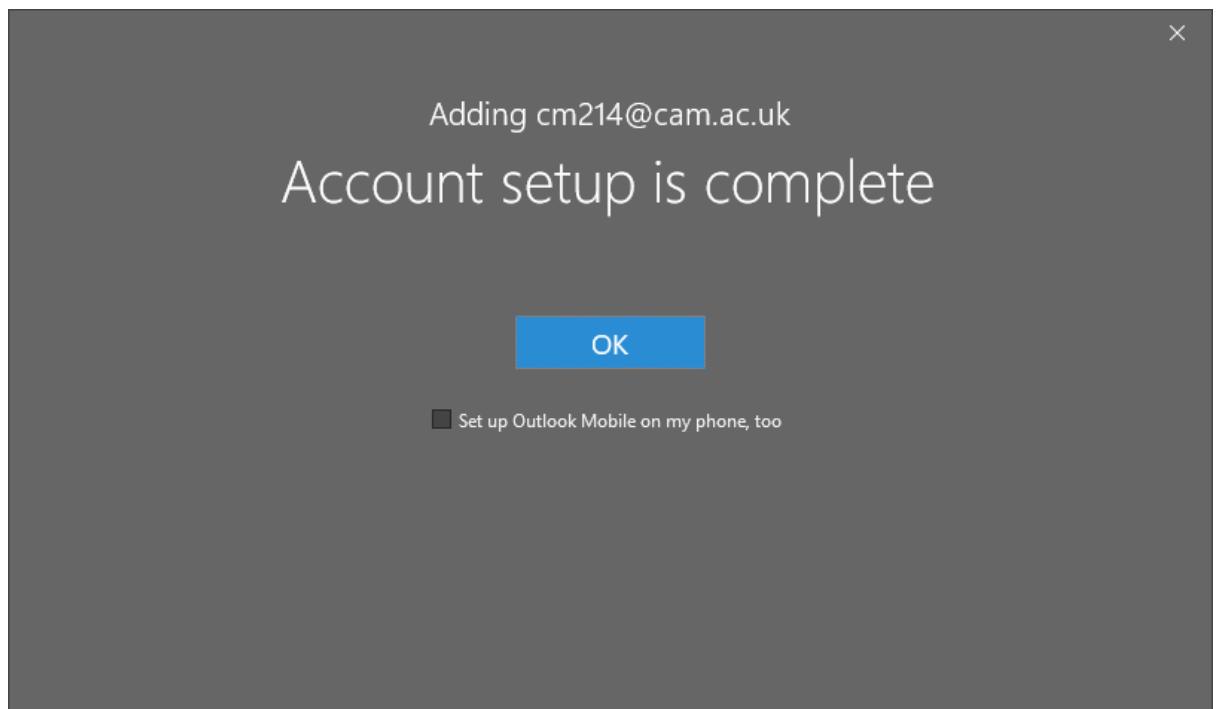 Adding cm214@cam.ac.uk
Account setup is complete
OK
Set up Outlook Mobile on my phone, too